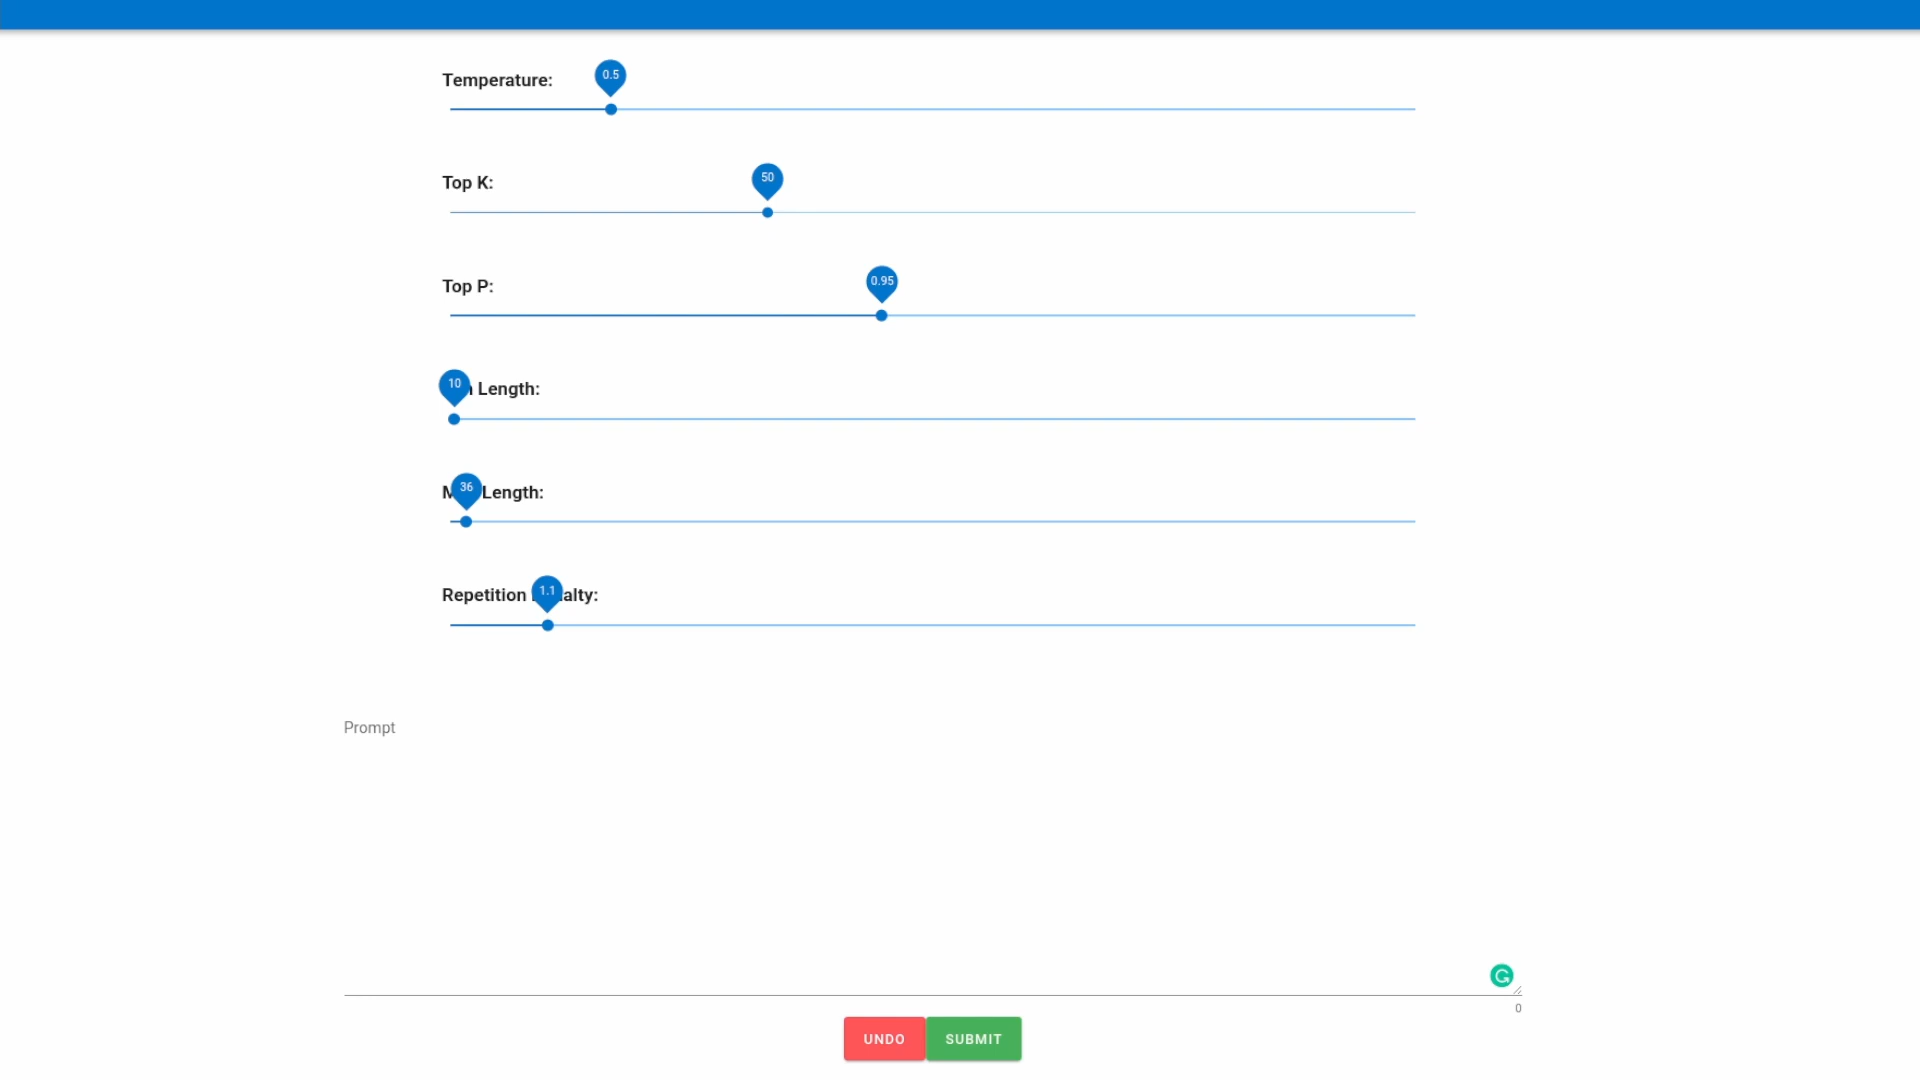 Temperature:
0.5
Top K:
50
Top P:
0.95
10
Length:
36
Length:
Repetition
1.1
alty:
Prompt
0
UNDO
SUBMIT